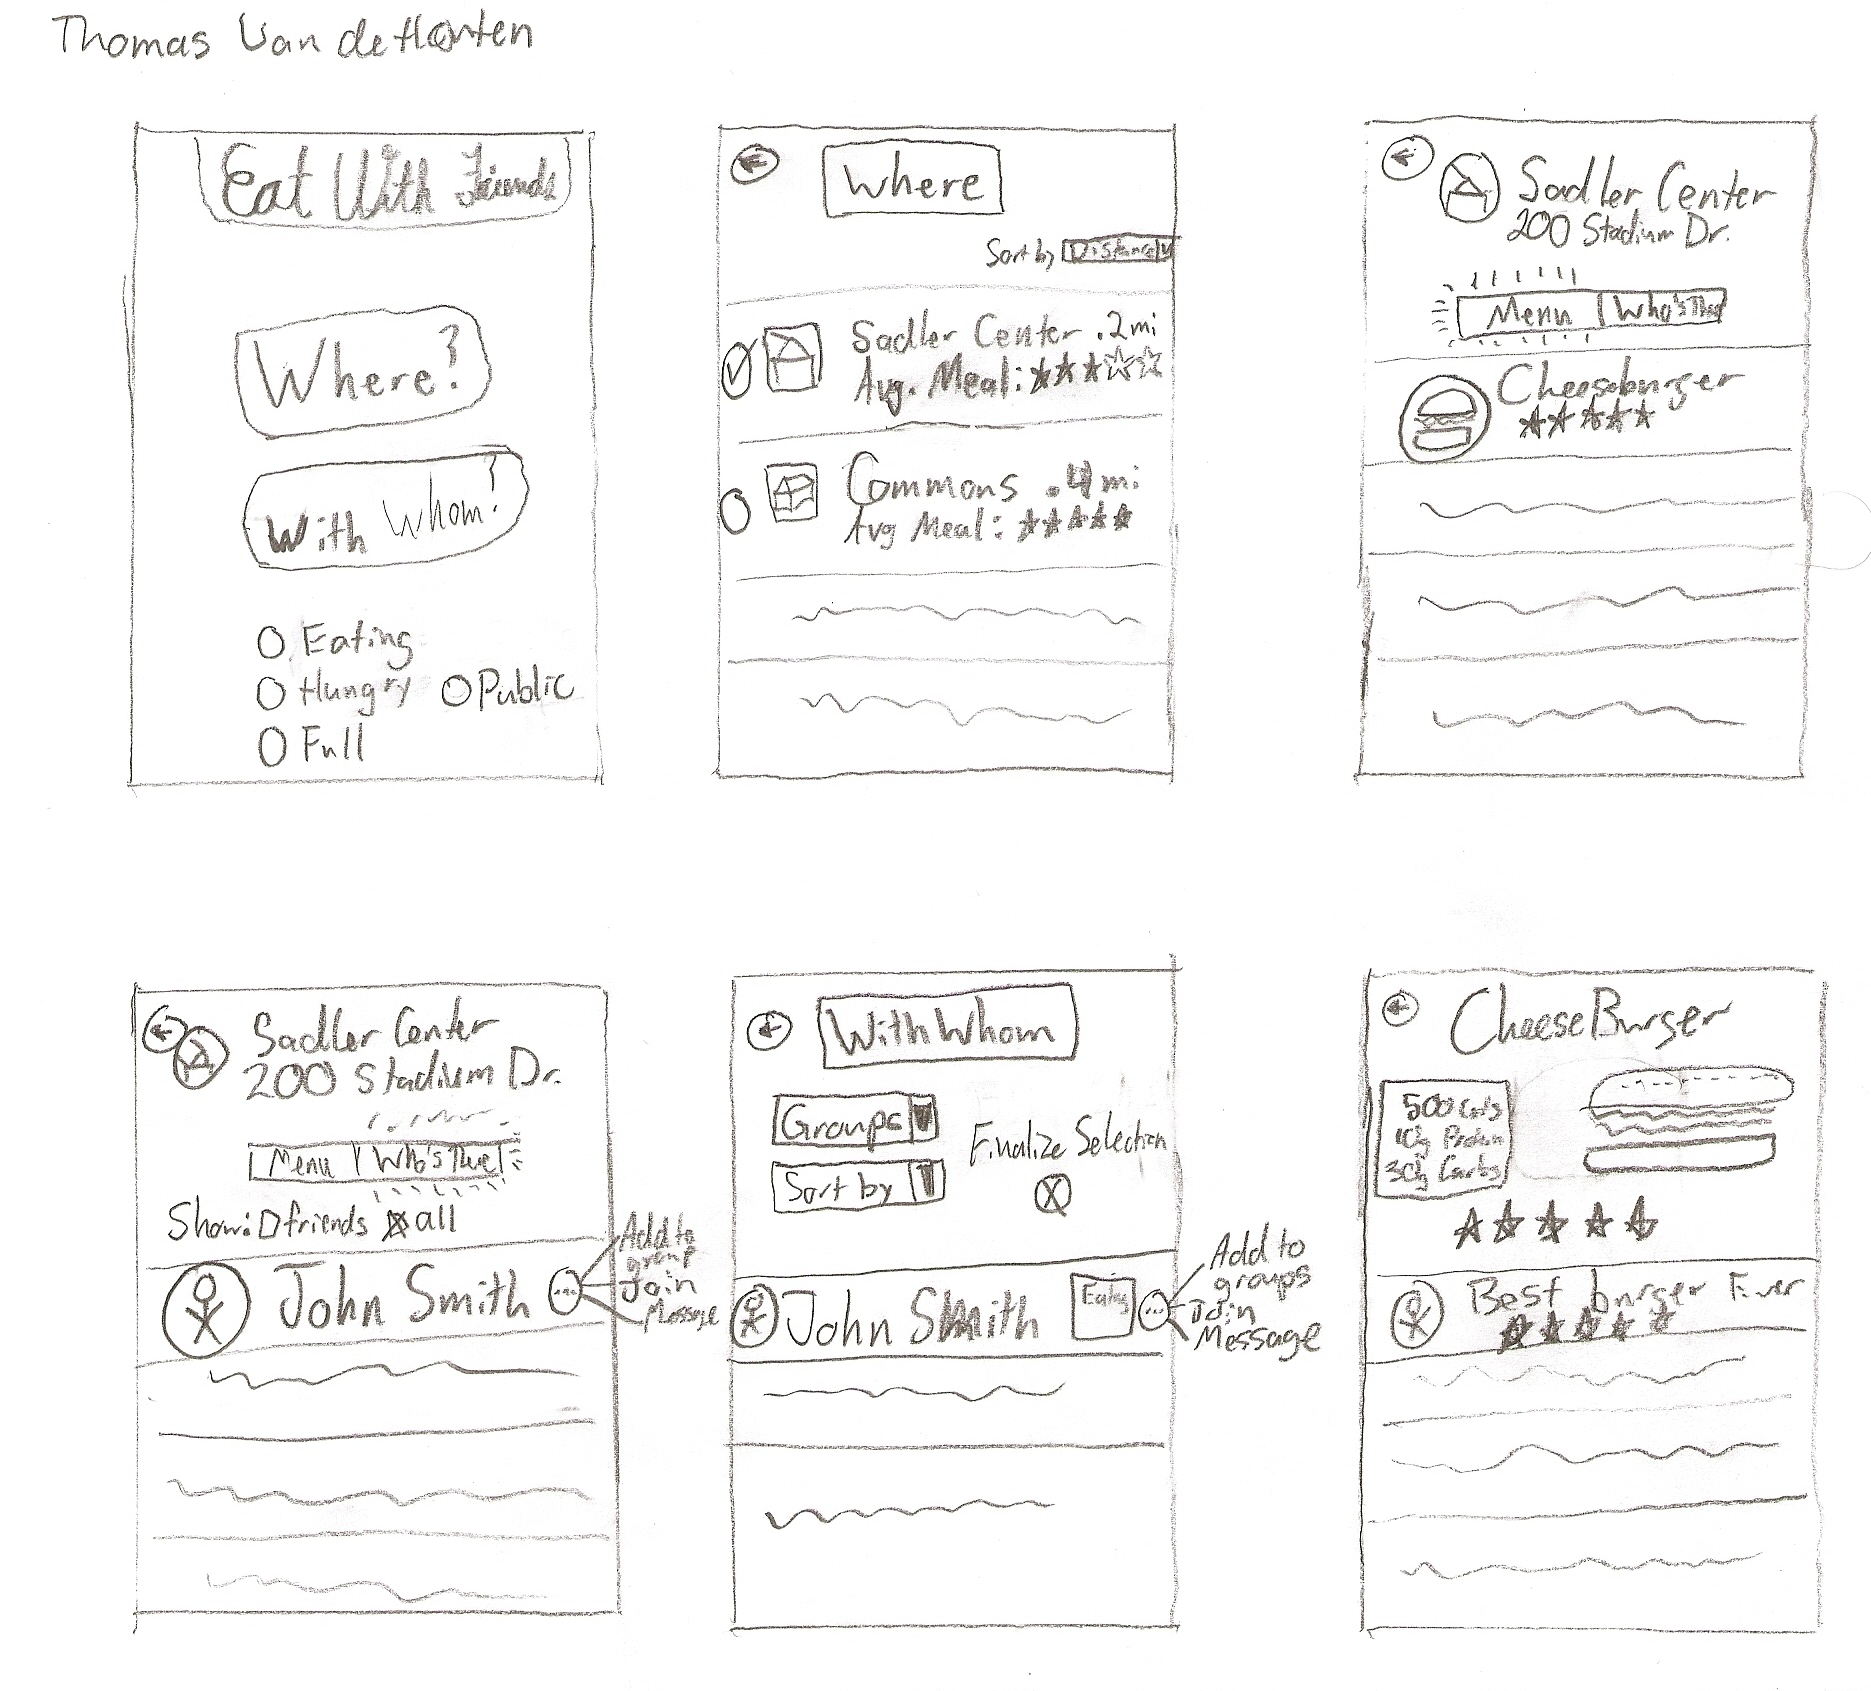 Thomas Van deHorten
Eat With Friends
Where?
With Whom?
O Eating
O Hungry O Public
O Full
Where
Sort by Distance
Sadler Center .2mi
Avg. Meal: ★★★☆☆
Commons .4mi
Avg Meal: ★★★★★
Sadler Center
200 Stadium Dr.
Menu | Who's There
Cheeseburger
★★★★★
Sadler Center
200 Stadium Dr.
Menu | Who's There
Show: friends all
John Smith ...
Add to
group
Join
Message
With Whom
Groups
Sort by
Finalize Selection
X
John Smith Eating ...
Add to
groups
Join
Message
CheeseBurger
500 Cals
10g Protein
30g Carbs
★★★★★
Best burger Ever
★★★★★